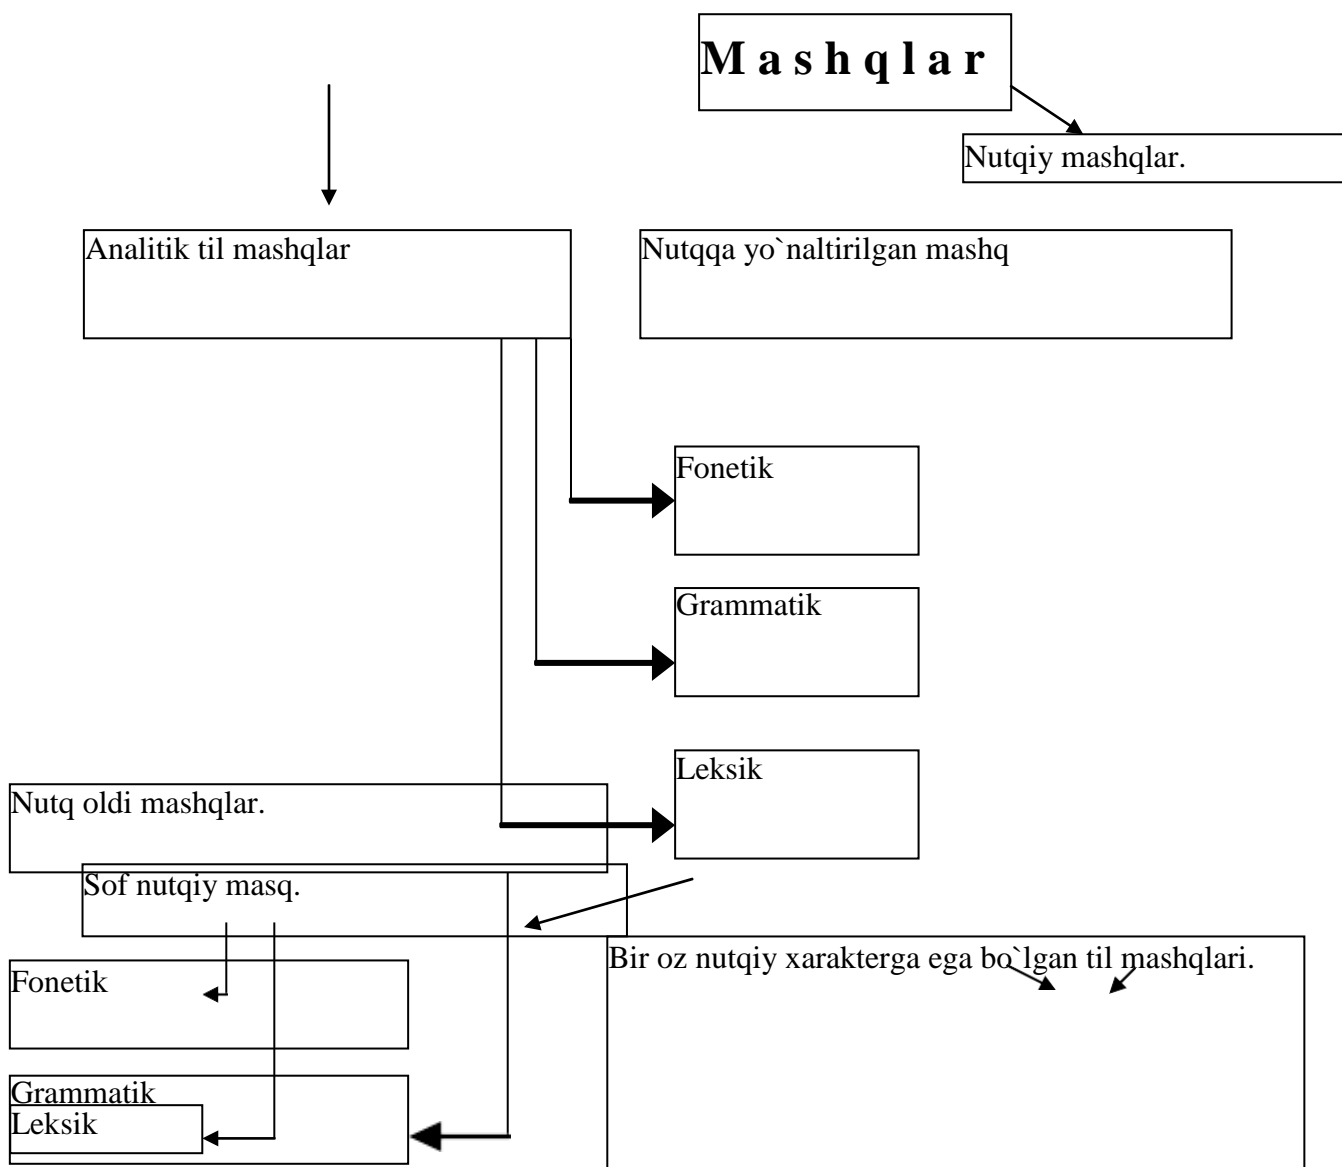 M a s h q l a r
Nutqiy mashqlar.
Analitik til mashqlar
Nutqqa yo`naltirilgan mashq
Fonetik
Grammatik
Leksik
Nutq oldi mashqlar.
Sof nutqiy masq.
Bir oz nutqiy xarakterga ega bo`lgan til mashqlari.
Fonetik
Grammatik
Leksik